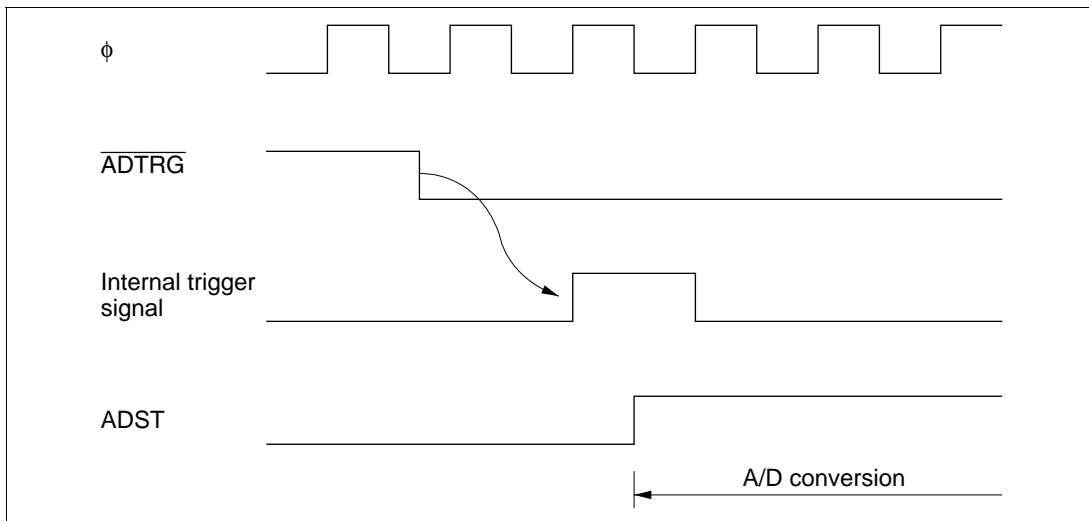 ϕ
ADTRG
Internal trigger
signal
ADST
A/D conversion